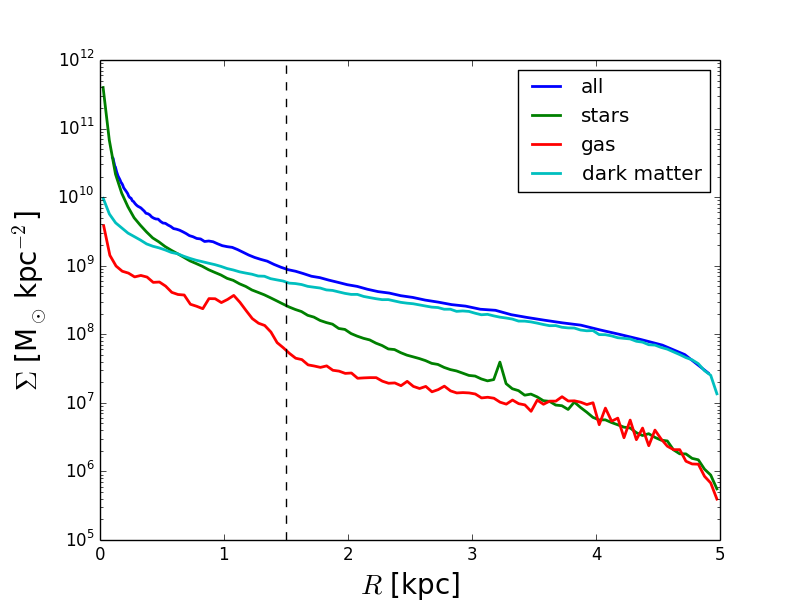 10^12
10^11
10^10
10^9
10^8
10^7
10^6
10^5
Σ [M_⊙ kpc^−2]
all
stars
gas
dark matter
0 1 2 3 4 5
R [kpc]